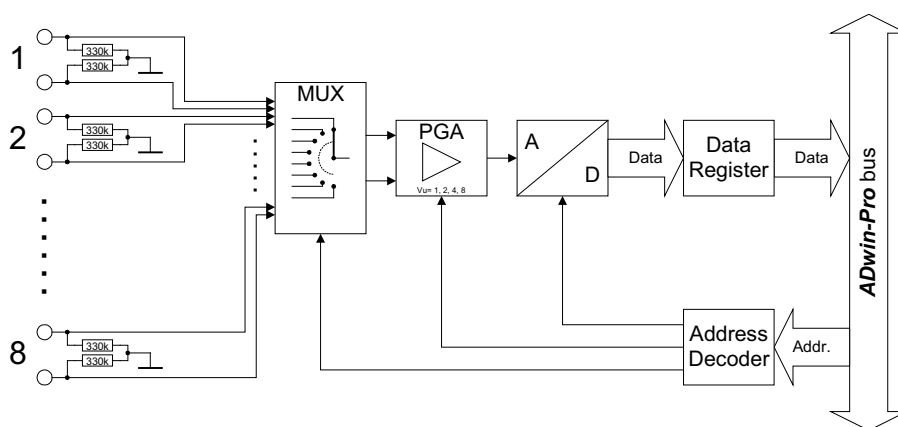 1
330k
330k
2
330k
330k
8
330k
330k
MUX
PGA
Vu= 1, 2, 4, 8
A
D
Data
Data
Register
Data
Address
Decoder
Addr.
ADwin-Pro bus